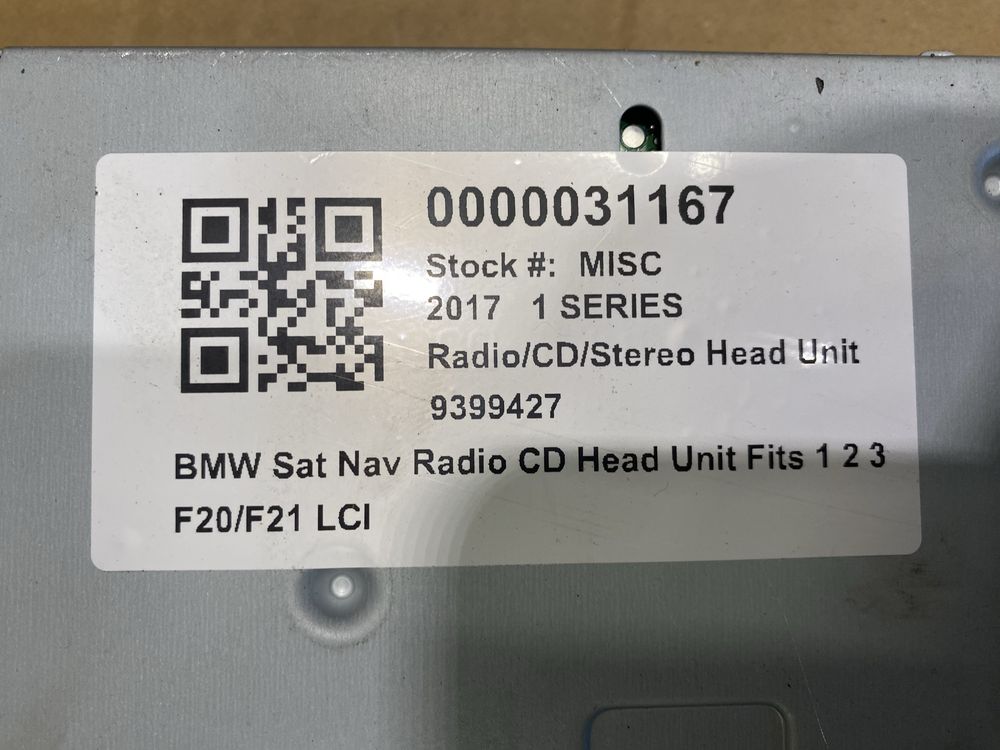 0000031167
Stock #: MISC
2017 1 SERIES
Radio/CD/Stereo Head Unit
9399427
BMW Sat Nav Radio CD Head Unit Fits 1 2 3
F20/F21 LCI